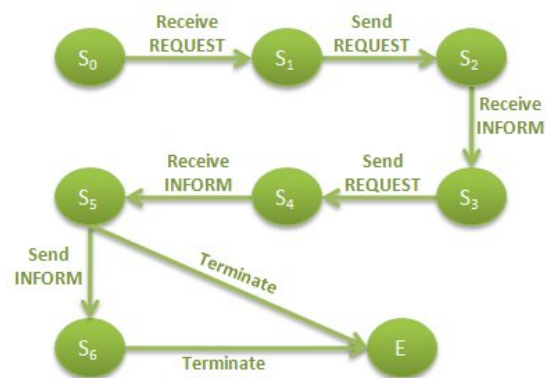 Receive
REQUEST
Send
REQUEST
S0
S1
S2
Receive
INFORM
Receive
INFORM
Send
REQUEST
S5
S4
S3
Send
INFORM
Terminate
S6
Terminate
E